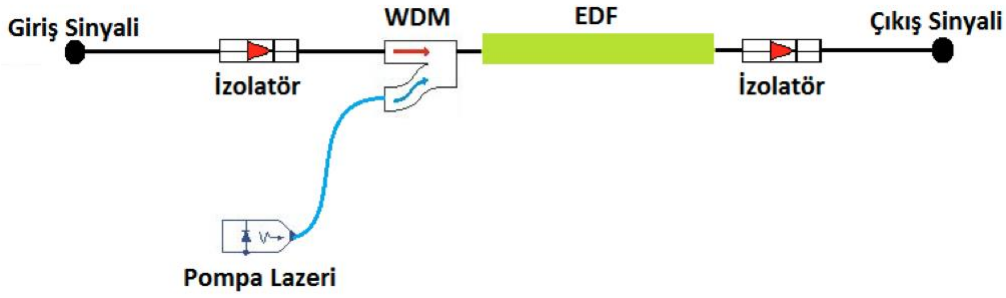 Giriş Sinyali
WDM
EDF
Çıkış Sinyali
İzolatör
İzolatör
Pompa Lazeri